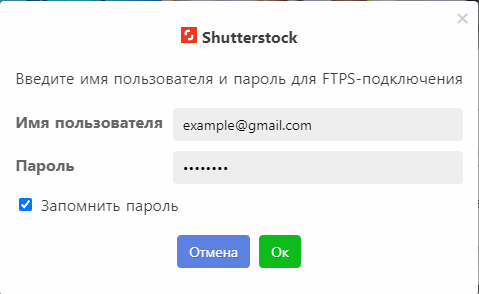 Shutterstock
Введите имя пользователя и пароль для FTPS-подключения
Имя пользователя example@gmail.com
Пароль ••••••••
Запомнить пароль
Отмена Ок